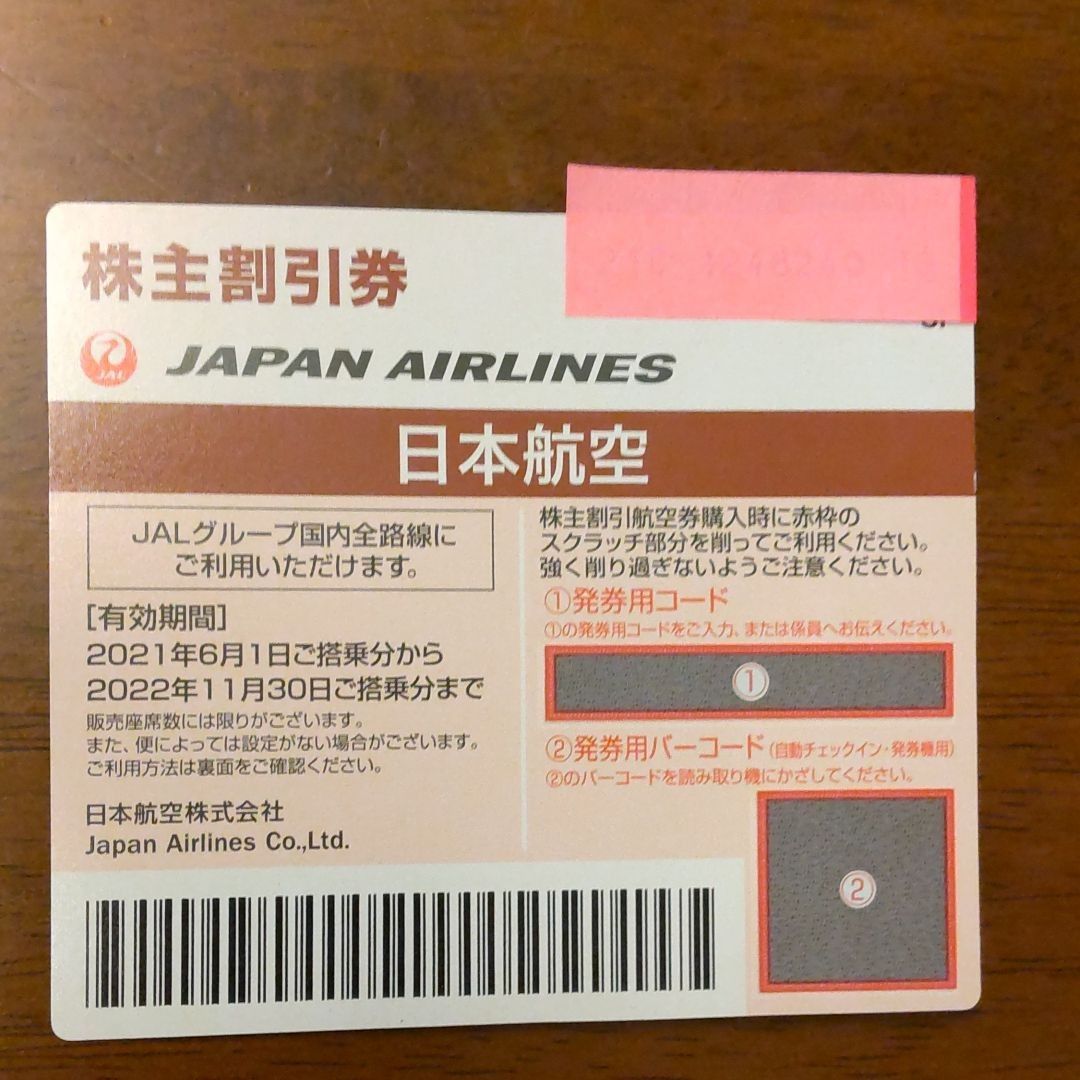 株主割引券
JAL JAPAN AIRLINES
日本航空
JALグループ国内全路線に
ご利用いただけます。
[有効期間]
2021年6月1日ご搭乗分から
2022年11月30日ご搭乗分まで
販売座席数には限りがございます。
また、便によっては設定がない場合がございます。
ご利用方法は裏面をご確認ください。
日本航空株式会社
Japan Airlines Co.,Ltd.
株主割引航空券購入時に赤枠の
スクラッチ部分を削ってご利用ください。
強く削り過ぎないようご注意ください。
①発券用コード
①の発券用コードをご入力、または係員へお伝えください。
①
②発券用バーコード(自動チェックイン・発券機用)
②のバーコードを読み取り機にかざしてください。
②